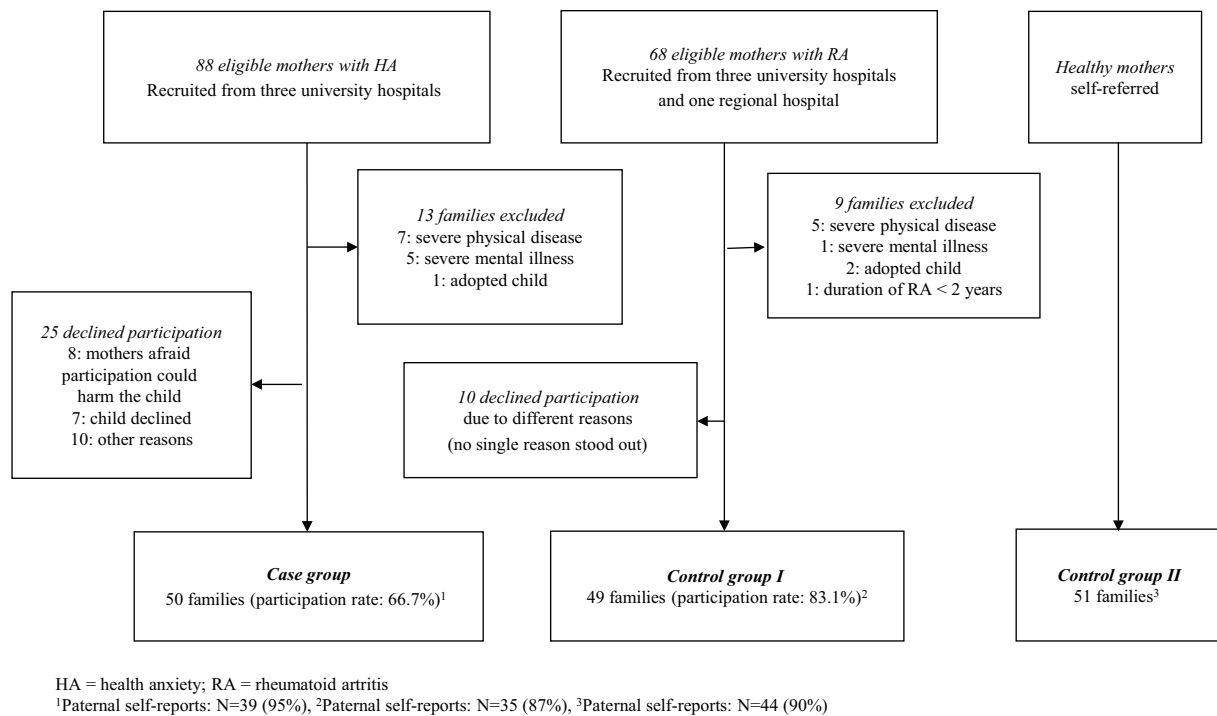 88 eligible mothers with HA
Recruited from three university hospitals
68 eligible mothers with RA
Recruited from three university hospitals
and one regional hospital
Healthy mothers
self-referred
13 families excluded
7: severe physical disease
5: severe mental illness
1: adopted child
9 families excluded
5: severe physical disease
1: severe mental illness
2: adopted child
1: duration of RA < 2 years
25 declined participation
8: mothers afraid
participation could
harm the child
7: child declined
10: other reasons
10 declined participation
due to different reasons
(no single reason stood out)
Case group
50 families (participation rate: 66.7%)¹
Control group I
49 families (participation rate: 83.1%)²
Control group II
51 families³
HA = health anxiety; RA = rheumatoid artritis
¹Paternal self-reports: N=39 (95%), ²Paternal self-reports: N=35 (87%), ³Paternal self-reports: N=44 (90%)